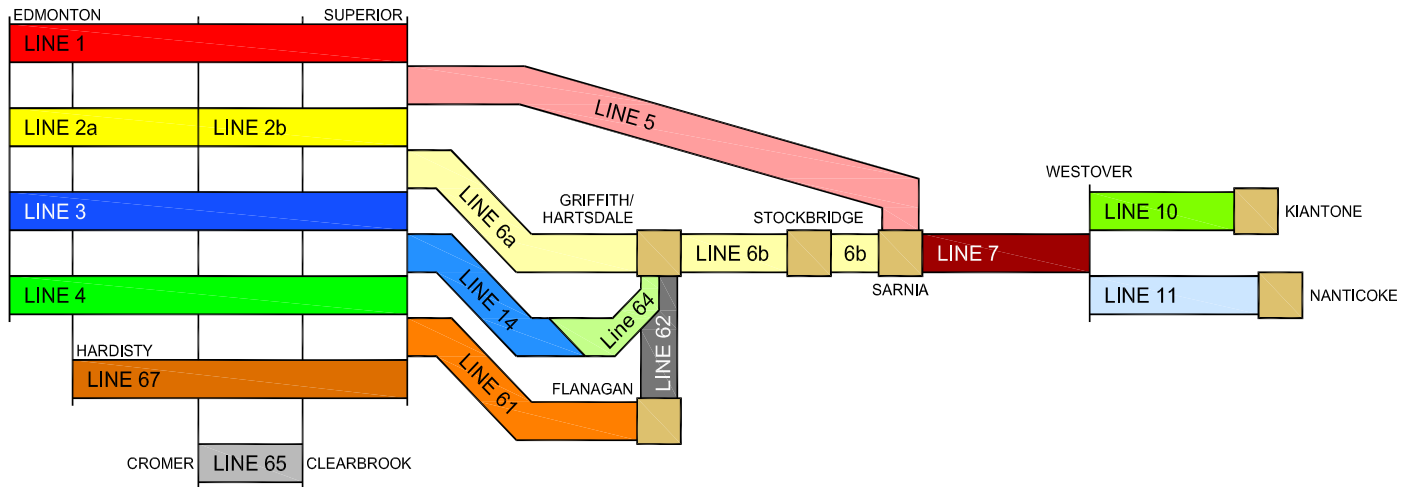 EDMONTON
SUPERIOR
LINE 1
LINE 5
LINE 2a
LINE 2b
WESTOVER
LINE 3
LINE 6a
GRIFFITH/
HARTSDALE
STOCKBRIDGE
LINE 10
KIANTONE
LINE 6b
6b
LINE 7
SARNIA
LINE 4
LINE 14
Line 64
LINE 62
LINE 11
NANTICOKE
HARDISTY
LINE 67
LINE 61
FLANAGAN
CROMER
LINE 65
CLEARBROOK